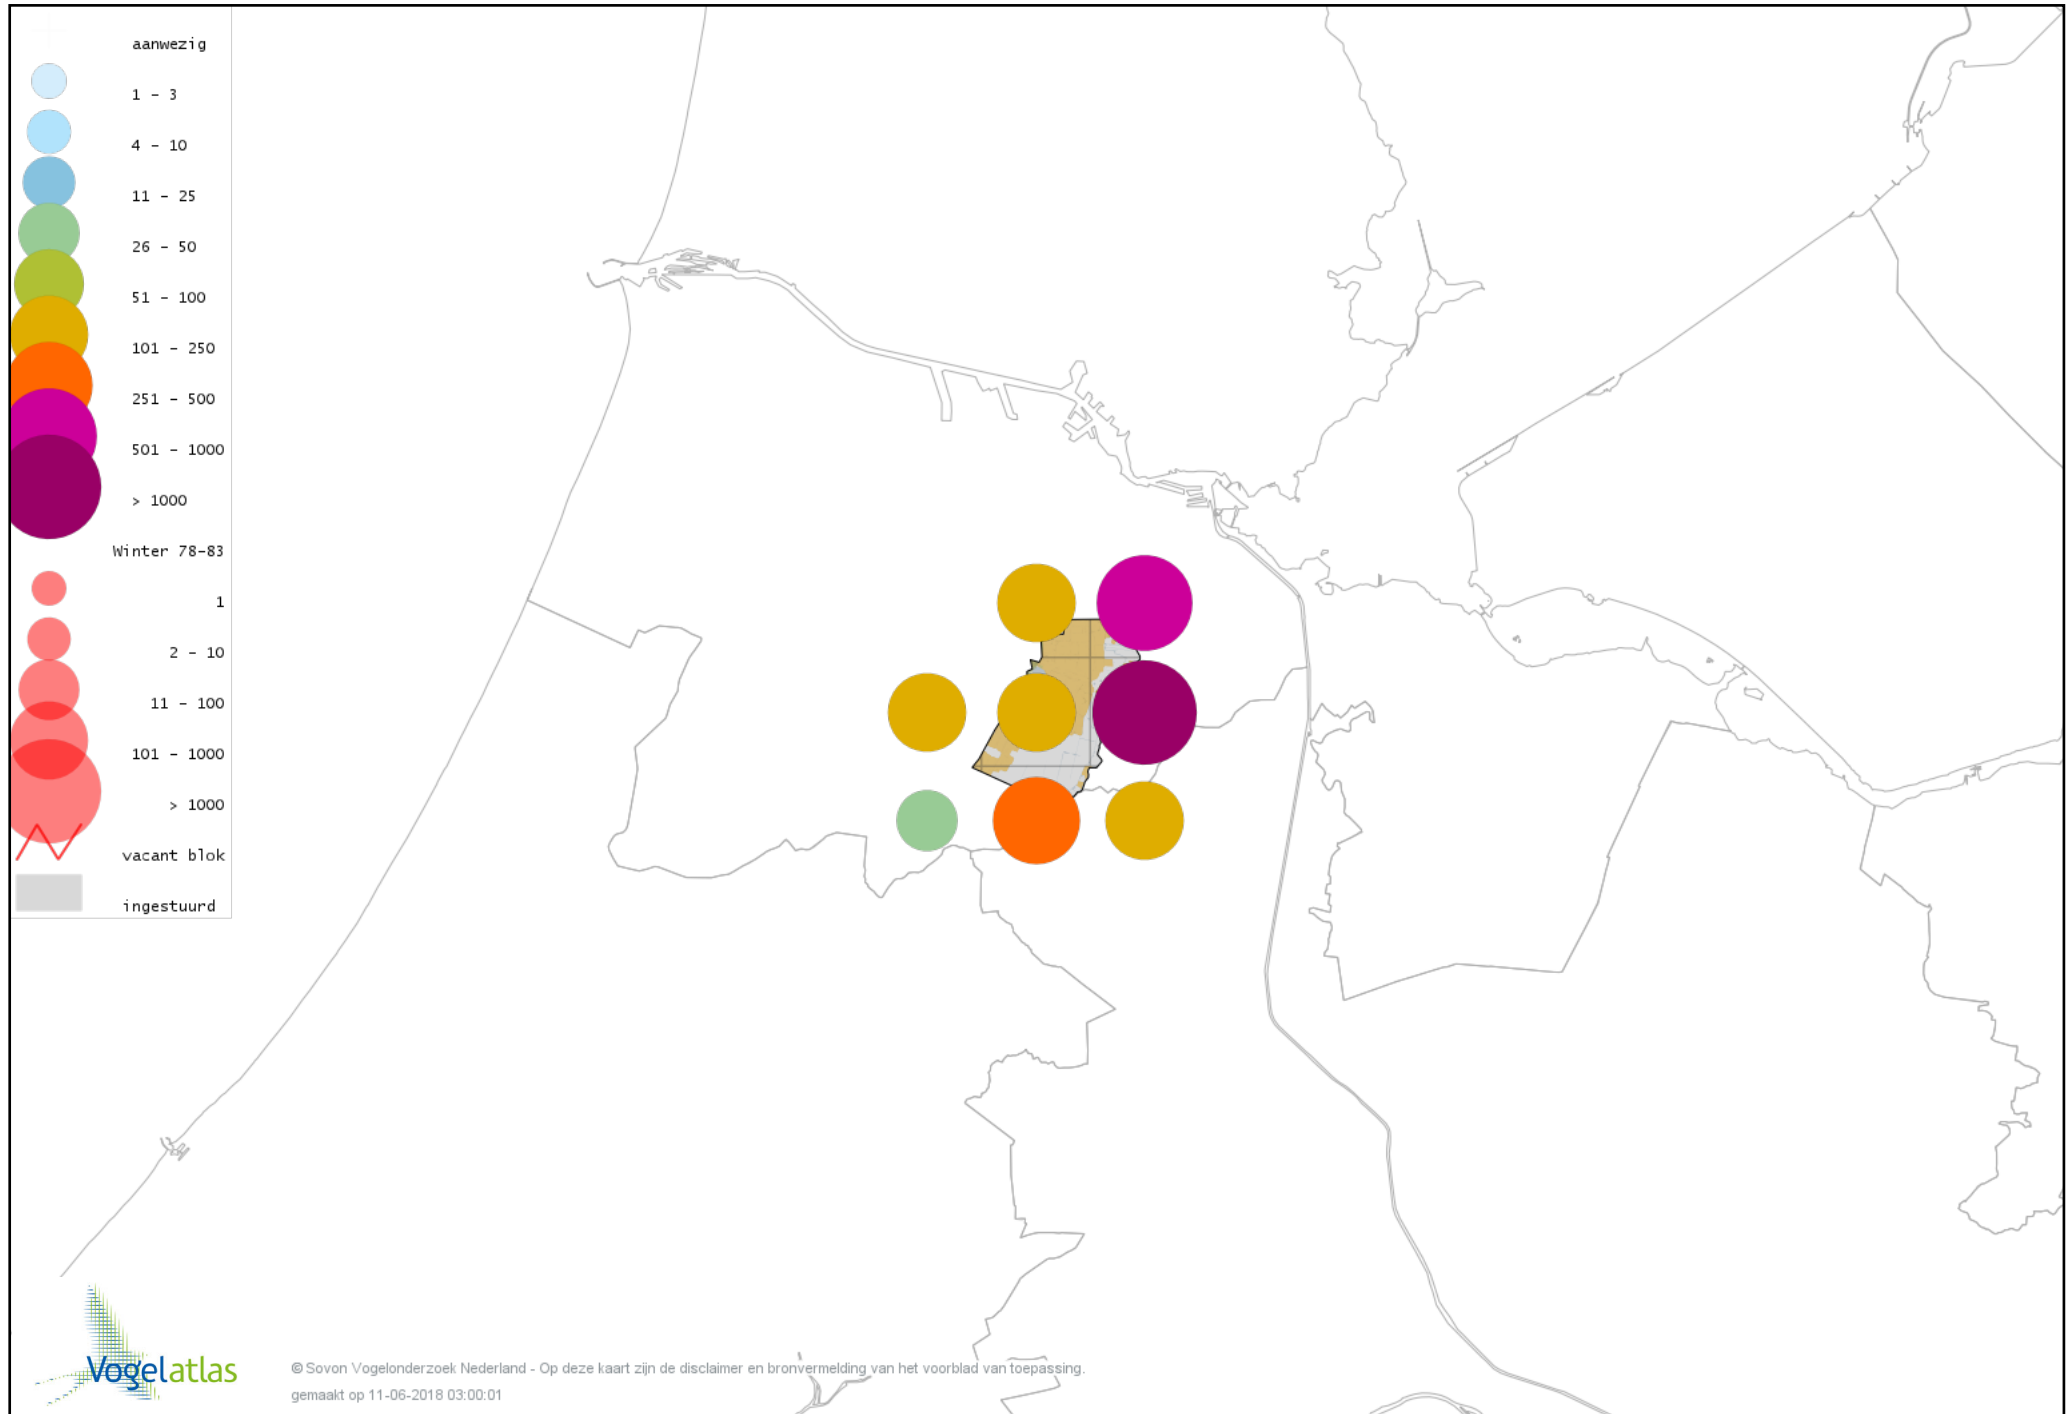 aanwezig
1 - 3
4 - 10
11 - 25
26 - 50
51 - 100
101 - 250
251 - 500
501 - 1000
> 1000
Winter 78-83
1
2 - 10
11 - 100
101 - 1000
> 1000
vacant blok
ingestuurd
Vogelatlas
© Sovon Vogelonderzoek Nederland - Op deze kaart zijn de disclaimer en bronvermelding van het voorblad van toepassing.
gemaakt op 11-06-2018 03:00:01